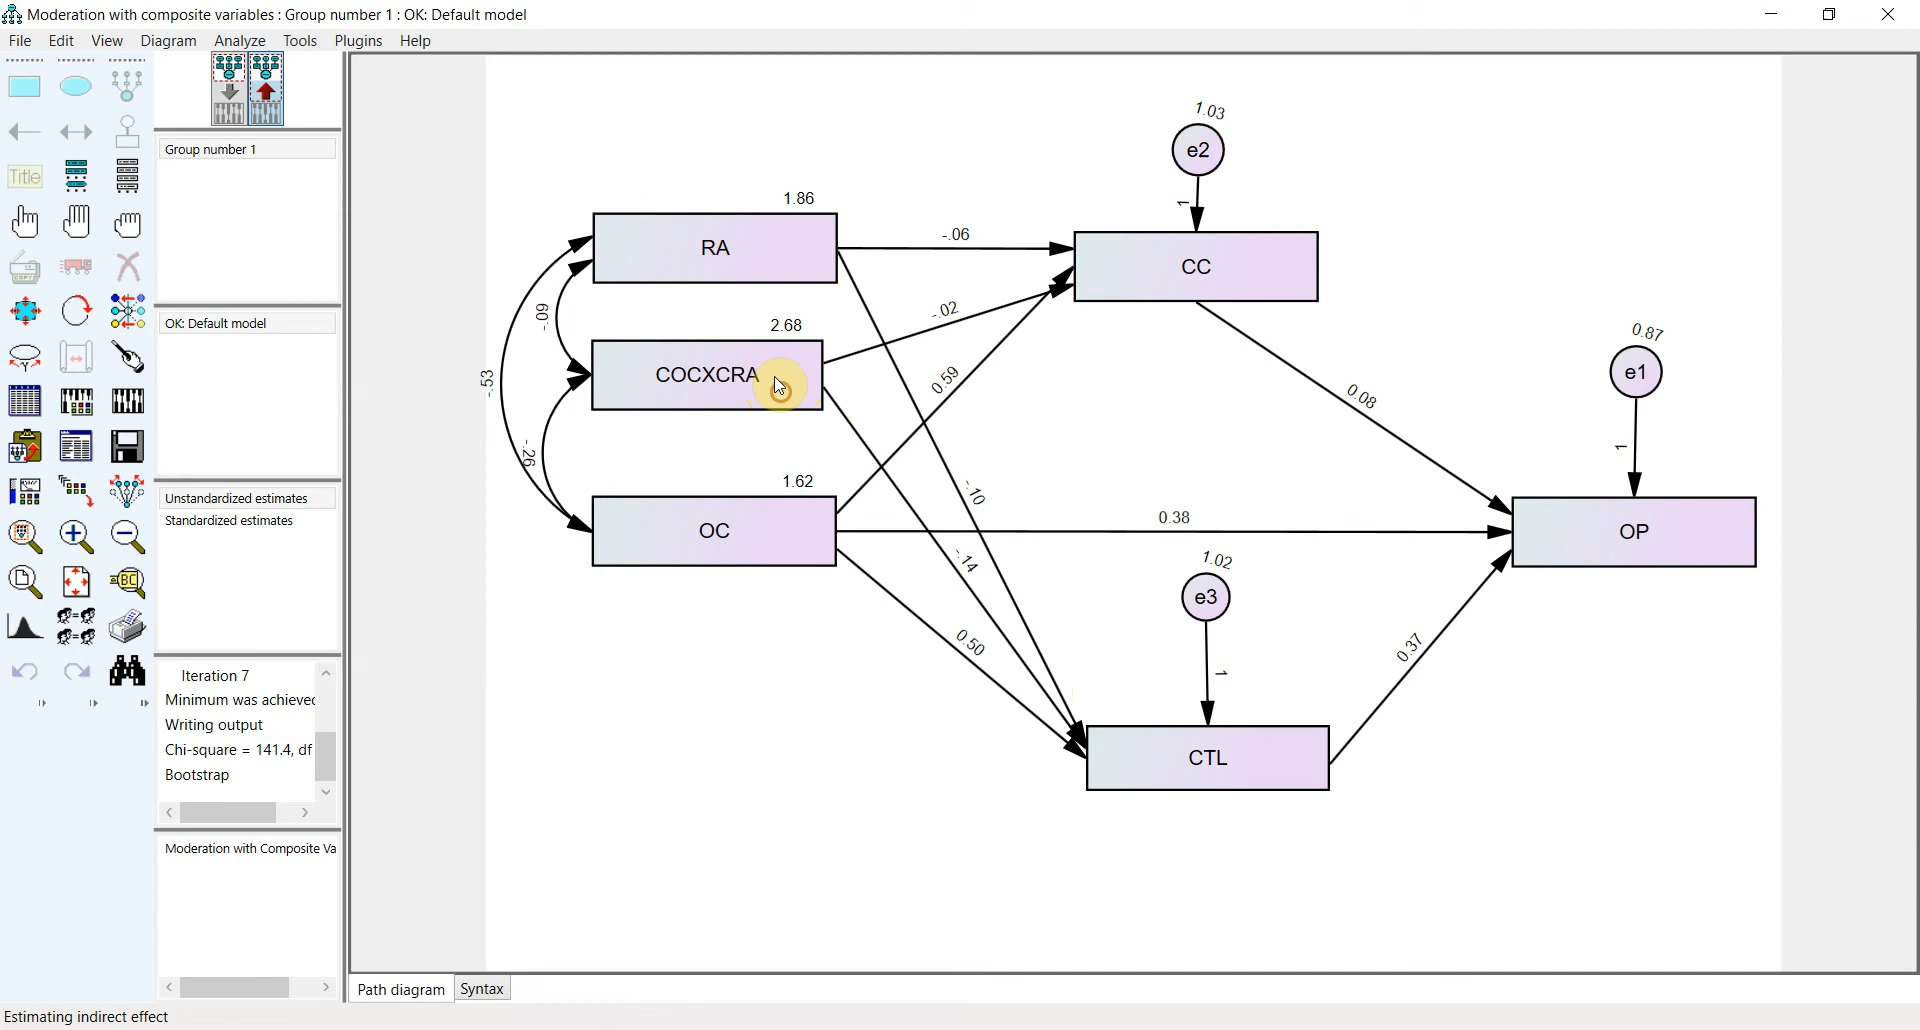 Moderation with composite variables : Group number 1 : OK: Default model
File Edit View Diagram Analyze Tools Plugins Help
Title
Group number 1
OK: Default model
Unstandardized estimates
Standardized estimates
Iteration 7
Minimum was achieved
Writing output
Chi-square = 141.4, df
Bootstrap
Moderation with Composite Va
1.03
e2
1
1.86
RA
-.06
CC
-.09
2.68
-.02
COCXCRA
-.53
0.59
0.08
0.87
e1
1
-.26
1.62
OC
-.10
0.38
OP
-.14
1.02
e3
0.50
0.37
1
CTL
Path diagram Syntax
Estimating indirect effect